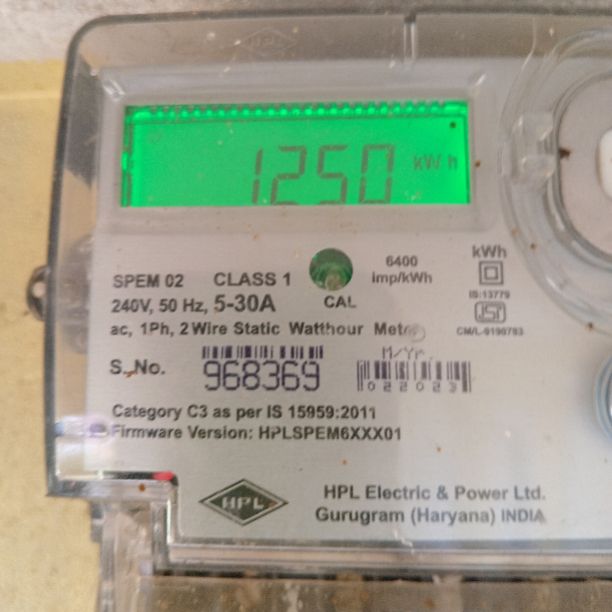 HPL
1250 kWh
SPEM 02 CLASS 1 6400 imp/kWh kWh
240V, 50 Hz, 5-30A CAL IS:13779
ac, 1Ph, 2 Wire Static Watthour Meter CM/L-9190783
S. No. 968369 M/Yr.
022023
Category C3 as per IS 15959:2011
Firmware Version: HPLSPEM6XXX01
HPL HPL Electric & Power Ltd.
Gurugram (Haryana) INDIA